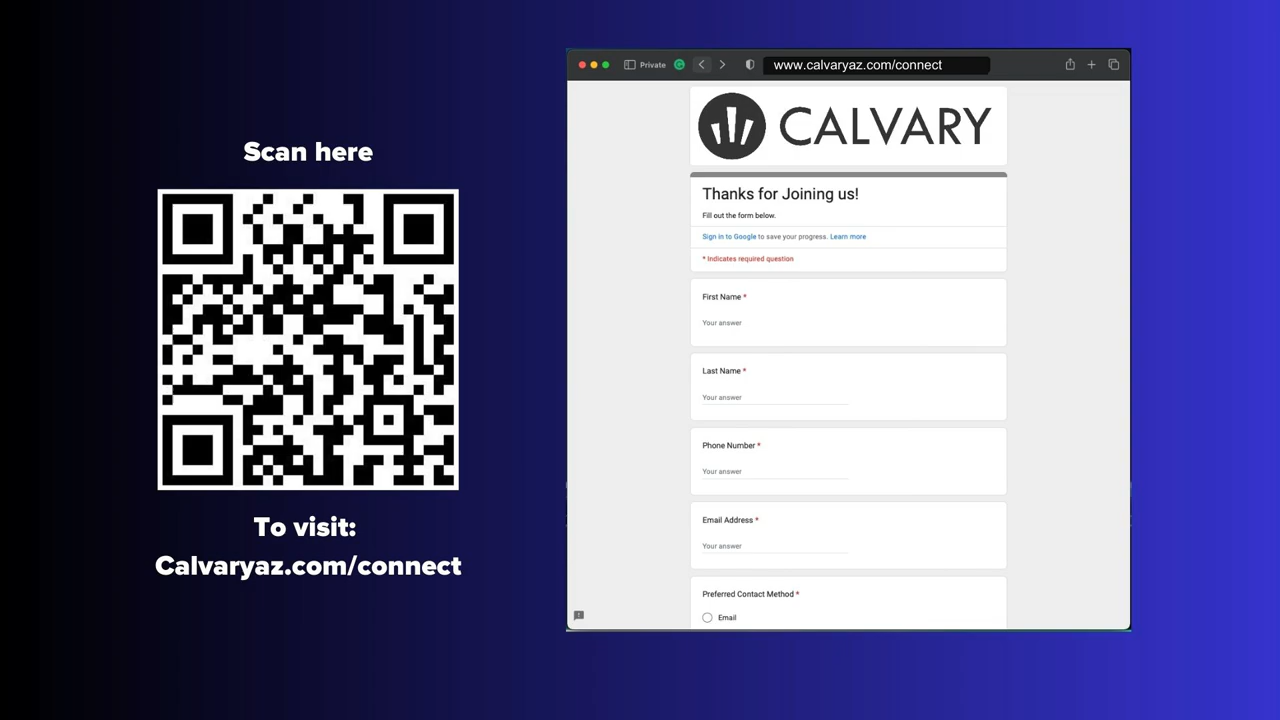 Scan here
To visit:
Calvaryaz.com/connect
Private
www.calvaryaz.com/connect
CALVARY
Thanks for Joining us!
Fill out the form below.
Sign in to Google to save your progress. Learn more
* Indicates required question
First Name *
Your answer
Last Name *
Your answer
Phone Number *
Your answer
Email Address *
Your answer
Preferred Contact Method *
Email